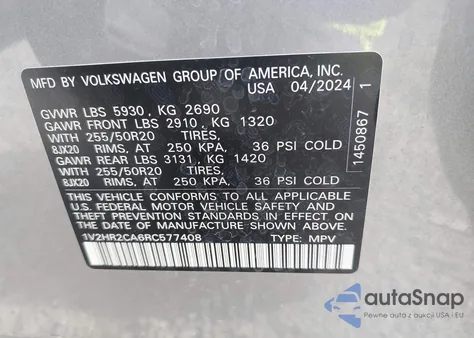 MFD BY VOLKSWAGEN GROUP OF AMERICA, INC.
USA 04/2024
GVWR LBS 5930 , KG 2690
GAWR FRONT LBS 2910 , KG 1320
WITH 255/50R20 TIRES,
8JX20 RIMS, AT 250 KPA, 36 PSI COLD
GAWR REAR LBS 3131 , KG 1420
WITH 255/50R20 TIRES,
8JX20 RIMS, AT 250 KPA, 36 PSI COLD
THIS VEHICLE CONFORMS TO ALL APPLICABLE
U.S. FEDERAL MOTOR VEHICLE SAFETY AND
THEFT PREVENTION STANDARDS IN EFFECT ON
THE DATE OF MANUFACTURE SHOWN ABOVE.
1V2HR2CA6RC577408 TYPE: MPV
1450867 1
autoSnap
Pewne auta z USA i EU